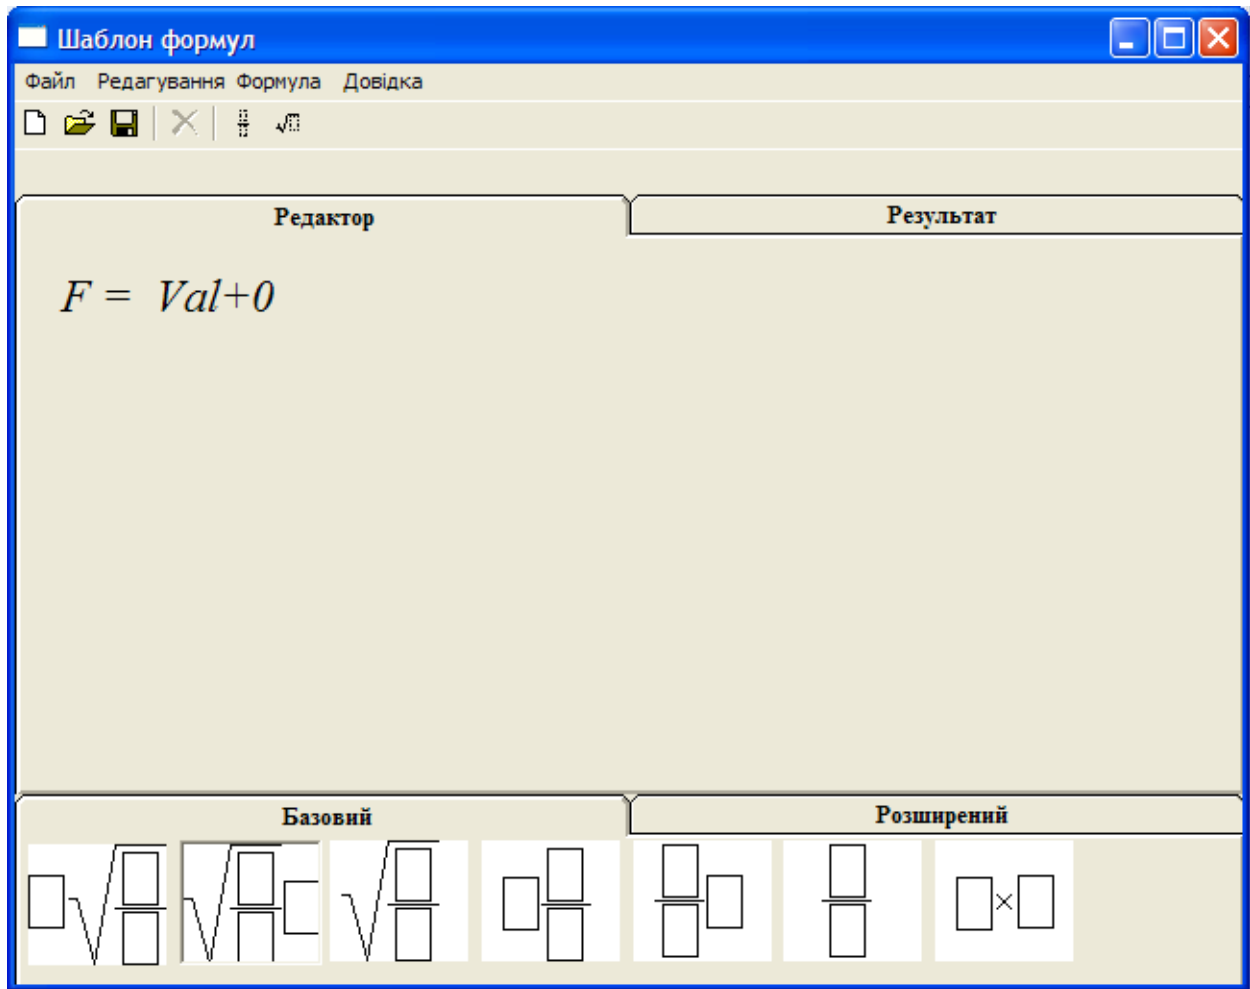 Шаблон формул
Файл Редагування Формула Довідка
Редактор Результат
F = Val+0
Базовий Розширений